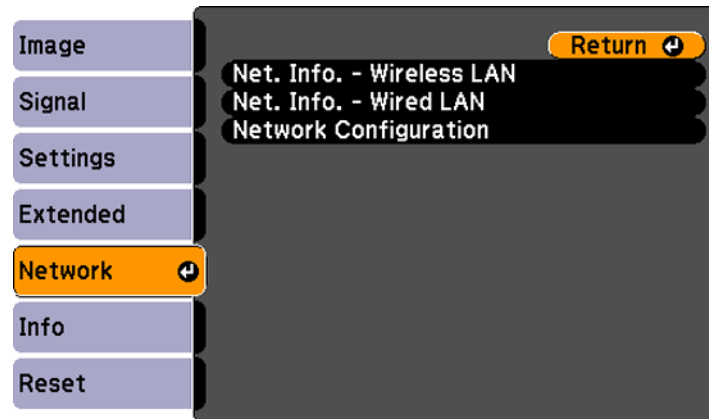 Image
Signal
Settings
Extended
Network
Info
Reset
Return
Net. Info. - Wireless LAN
Net. Info. - Wired LAN
Network Configuration